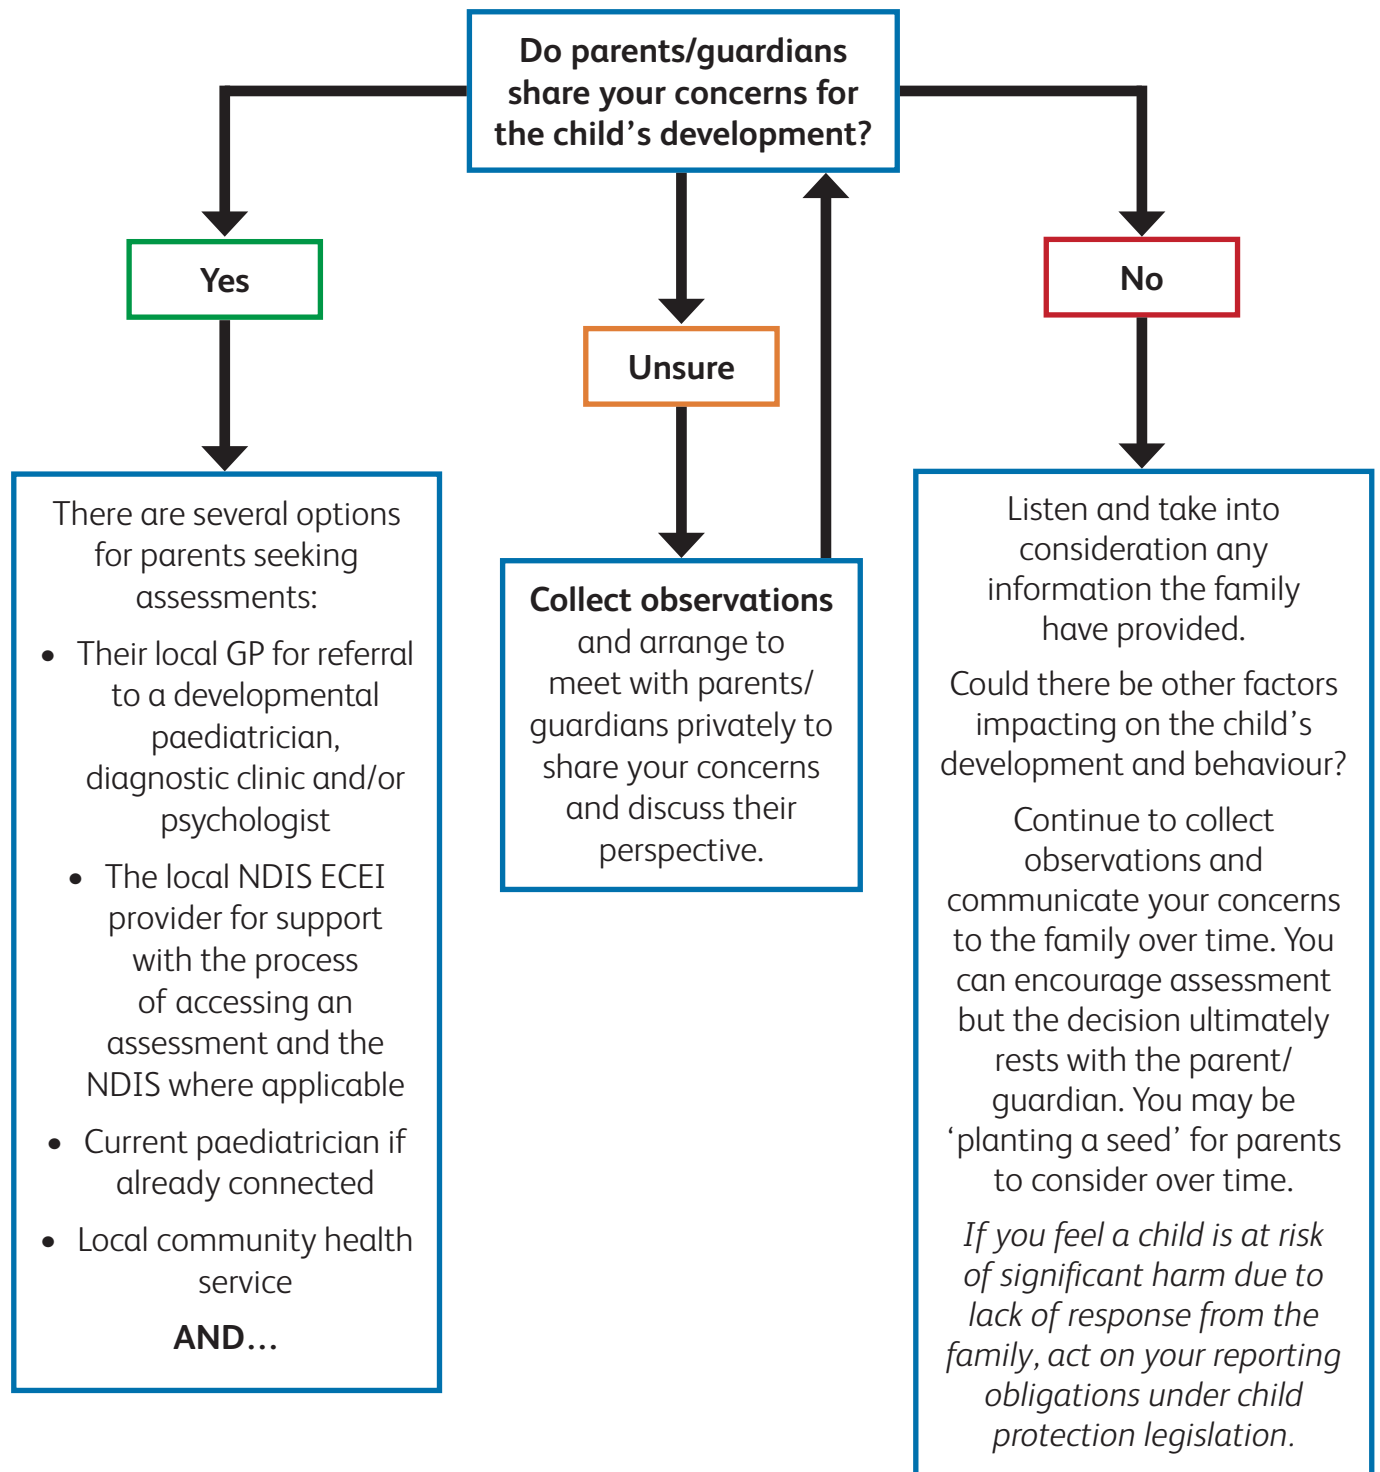 Do parents/guardians
share your concerns for
the child’s development?
Yes
Unsure
No
There are several options
for parents seeking
assessments:
• Their local GP for referral
to a developmental
paediatrician,
diagnostic clinic and/or
psychologist
• The local NDIS ECEI
provider for support
with the process
of accessing an
assessment and the
NDIS where applicable
• Current paediatrician if
already connected
• Local community health
service
AND…
Collect observations
and arrange to
meet with parents/
guardians privately to
share your concerns
and discuss their
perspective.
Listen and take into
consideration any
information the family
have provided.
Could there be other factors
impacting on the child’s
development and behaviour?
Continue to collect
observations and
communicate your concerns
to the family over time. You
can encourage assessment
but the decision ultimately
rests with the parent/
guardian. You may be
‘planting a seed’ for parents
to consider over time.
If you feel a child is at risk
of significant harm due to
lack of response from the
family, act on your reporting
obligations under child
protection legislation.